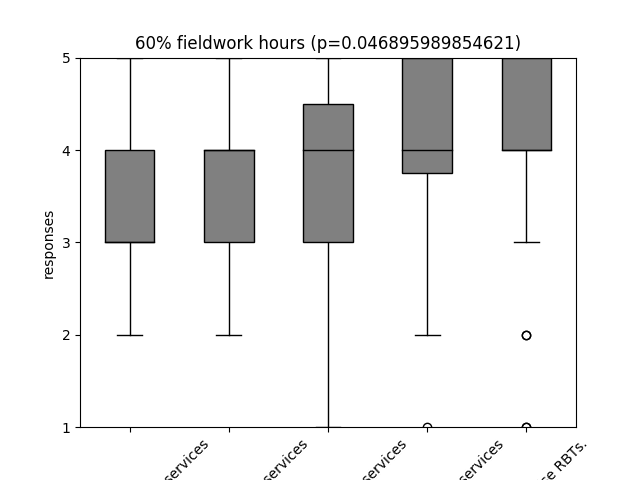 60% fieldwork hours (p=0.046895989854621)
5
4
3
2
1
responses
services
services
services
services
RBTs.